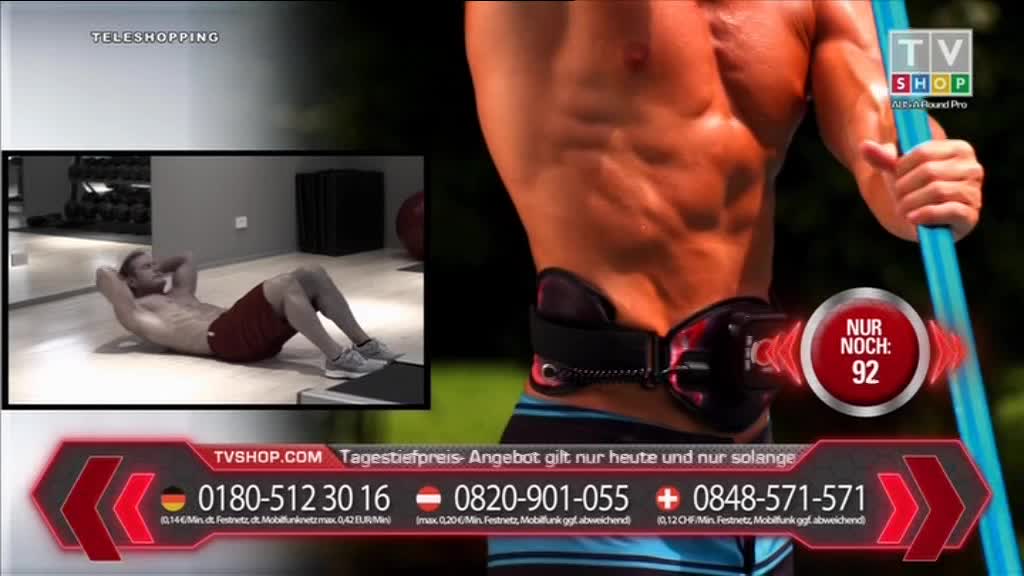 TELESHOPPING
TV
SHOP
NUR
NOCH:
92
TVSHOP.COM
Tagestiefpreis- Angebot gilt nur heute und nur solange
0180-512 30 16
0820-901-055
0848-571-571
(0,14 €/Min. dt. Festnetz, dt. Mobilfunknetz max. 0,42 EUR/Min)
(max. 0,20 €/Min. Festnetz, Mobilfunk ggf. abweichend)
(0,12 CHF/Min. Festnetz, Mobilfunk ggf. abweichend)